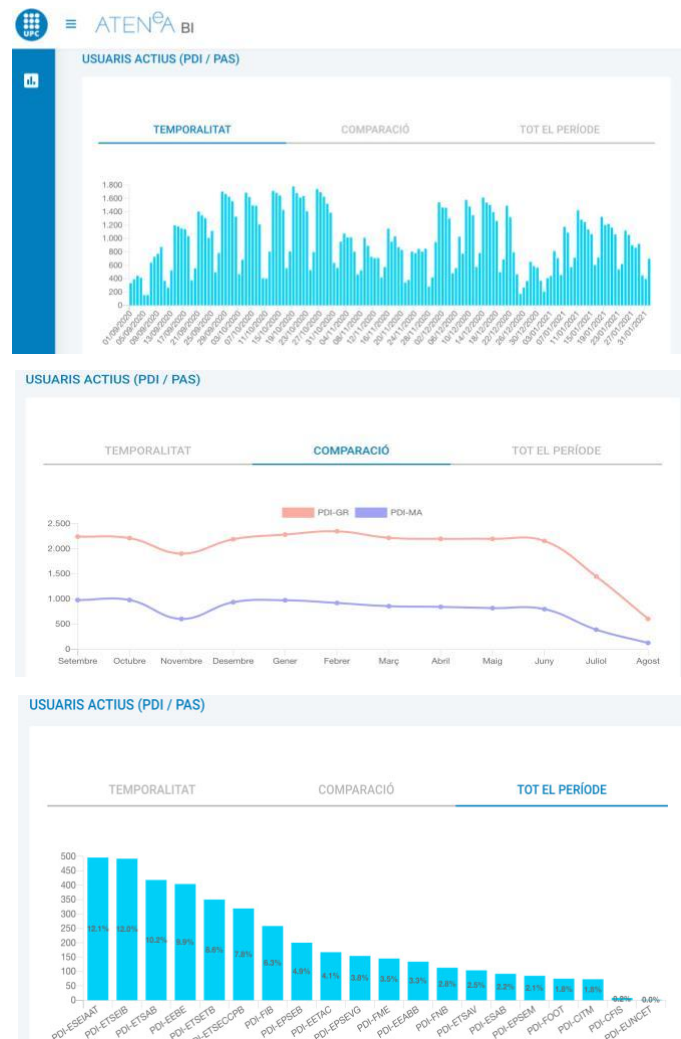 UPC
ATENeA BI
USUARIS ACTIUS (PDI / PAS)
TEMPORALITAT COMPARACIÓ TOT EL PERÍODE
1.800
1.600
1.400
1.200
1.000
800
600
400
200
0
01/09/2020 05/09/2020 09/09/2020 13/09/2020 17/09/2020 21/09/2020 25/09/2020 29/09/2020 03/10/2020 07/10/2020 11/10/2020 15/10/2020 19/10/2020 23/10/2020 27/10/2020 31/10/2020 04/11/2020 08/11/2020 12/11/2020 16/11/2020 20/11/2020 24/11/2020 28/11/2020 02/12/2020 06/12/2020 10/12/2020 14/12/2020 18/12/2020 22/12/2020 26/12/2020 30/12/2020 03/01/2021 07/01/2021 11/01/2021 15/01/2021 19/01/2021 23/01/2021 27/01/2021 31/01/2021
USUARIS ACTIUS (PDI / PAS)
TEMPORALITAT COMPARACIÓ TOT EL PERÍODE
PDI-GR PDI-MA
2.500
2.000
1.500
1.000
500
0
Setembre Octubre Novembre Desembre Gener Febrer Març Abril Maig Juny Juliol Agost
USUARIS ACTIUS (PDI / PAS)
TEMPORALITAT COMPARACIÓ TOT EL PERÍODE
500
450
400
350
300
250
200
150
100
50
0
12.1% 12.0% 10.2% 9.9% 8.6% 7.8% 6.3% 4.9% 4.1% 3.8% 3.5% 3.3% 2.8% 2.5% 2.2% 2.1% 1.8% 1.8% 0.2% 0.0%
PDI-ESEIAAT PDI-ETSEIB PDI-ETSAB PDI-EEBE PDI-ETSETB PDI-ETSECCPB PDI-FIB PDI-EPSEB PDI-EETAC PDI-EPSEVG PDI-FME PDI-EEABB PDI-FNB PDI-ETSAV PDI-ESAB PDI-EPSEM PDI-FOOT PDI-CITM PDI-CFIS PDI-EUNCET